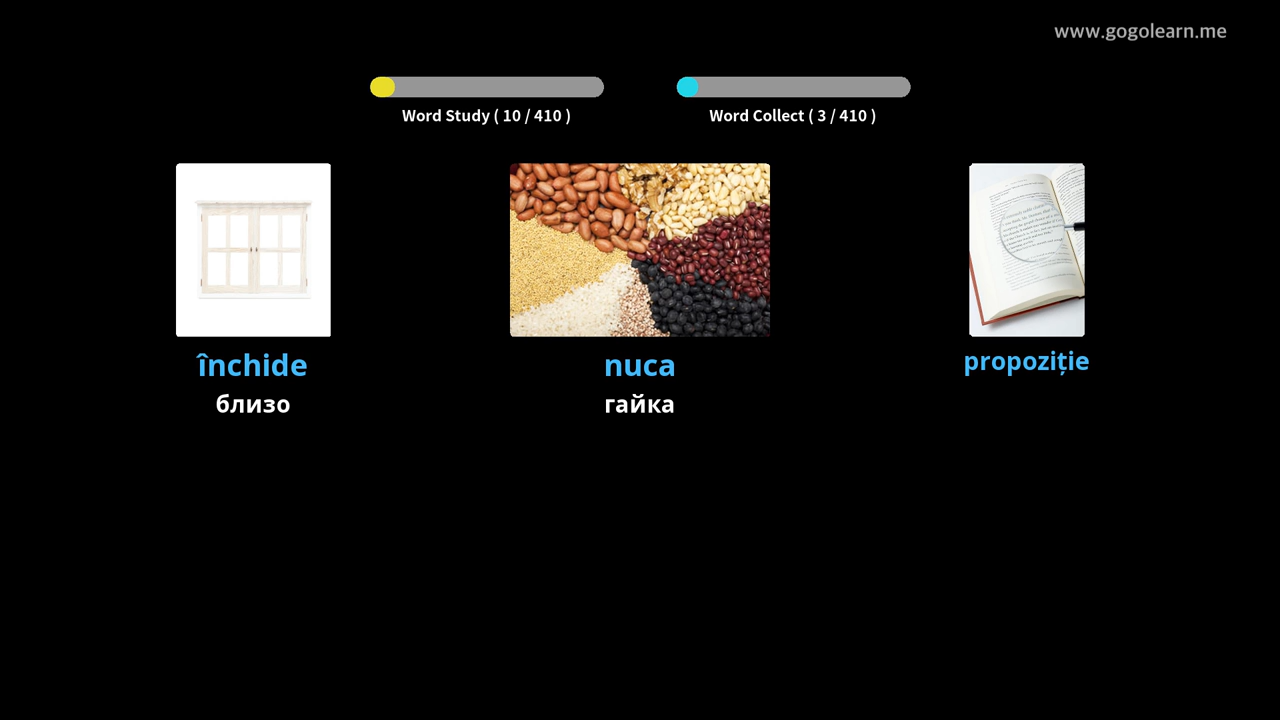 www.gogolearn.me
Word Study ( 10 / 410 )
Word Collect ( 3 / 410 )
închide
nuca
propoziție
близо
гайка